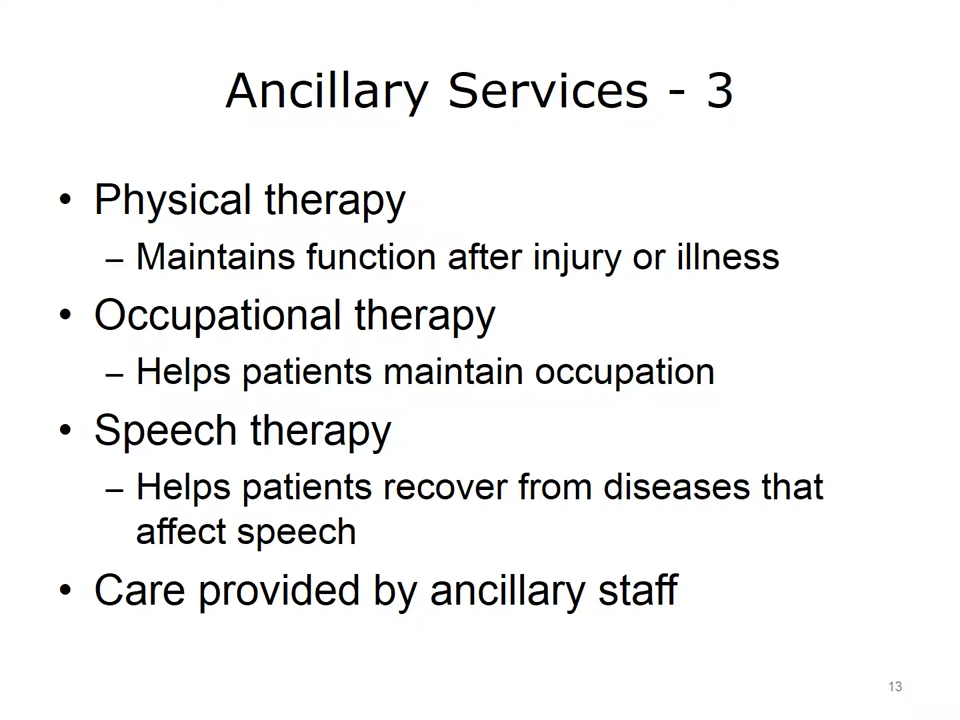 Ancillary Services - 3
• Physical therapy
– Maintains function after injury or illness
• Occupational therapy
– Helps patients maintain occupation
• Speech therapy
– Helps patients recover from diseases that
affect speech
• Care provided by ancillary staff
13